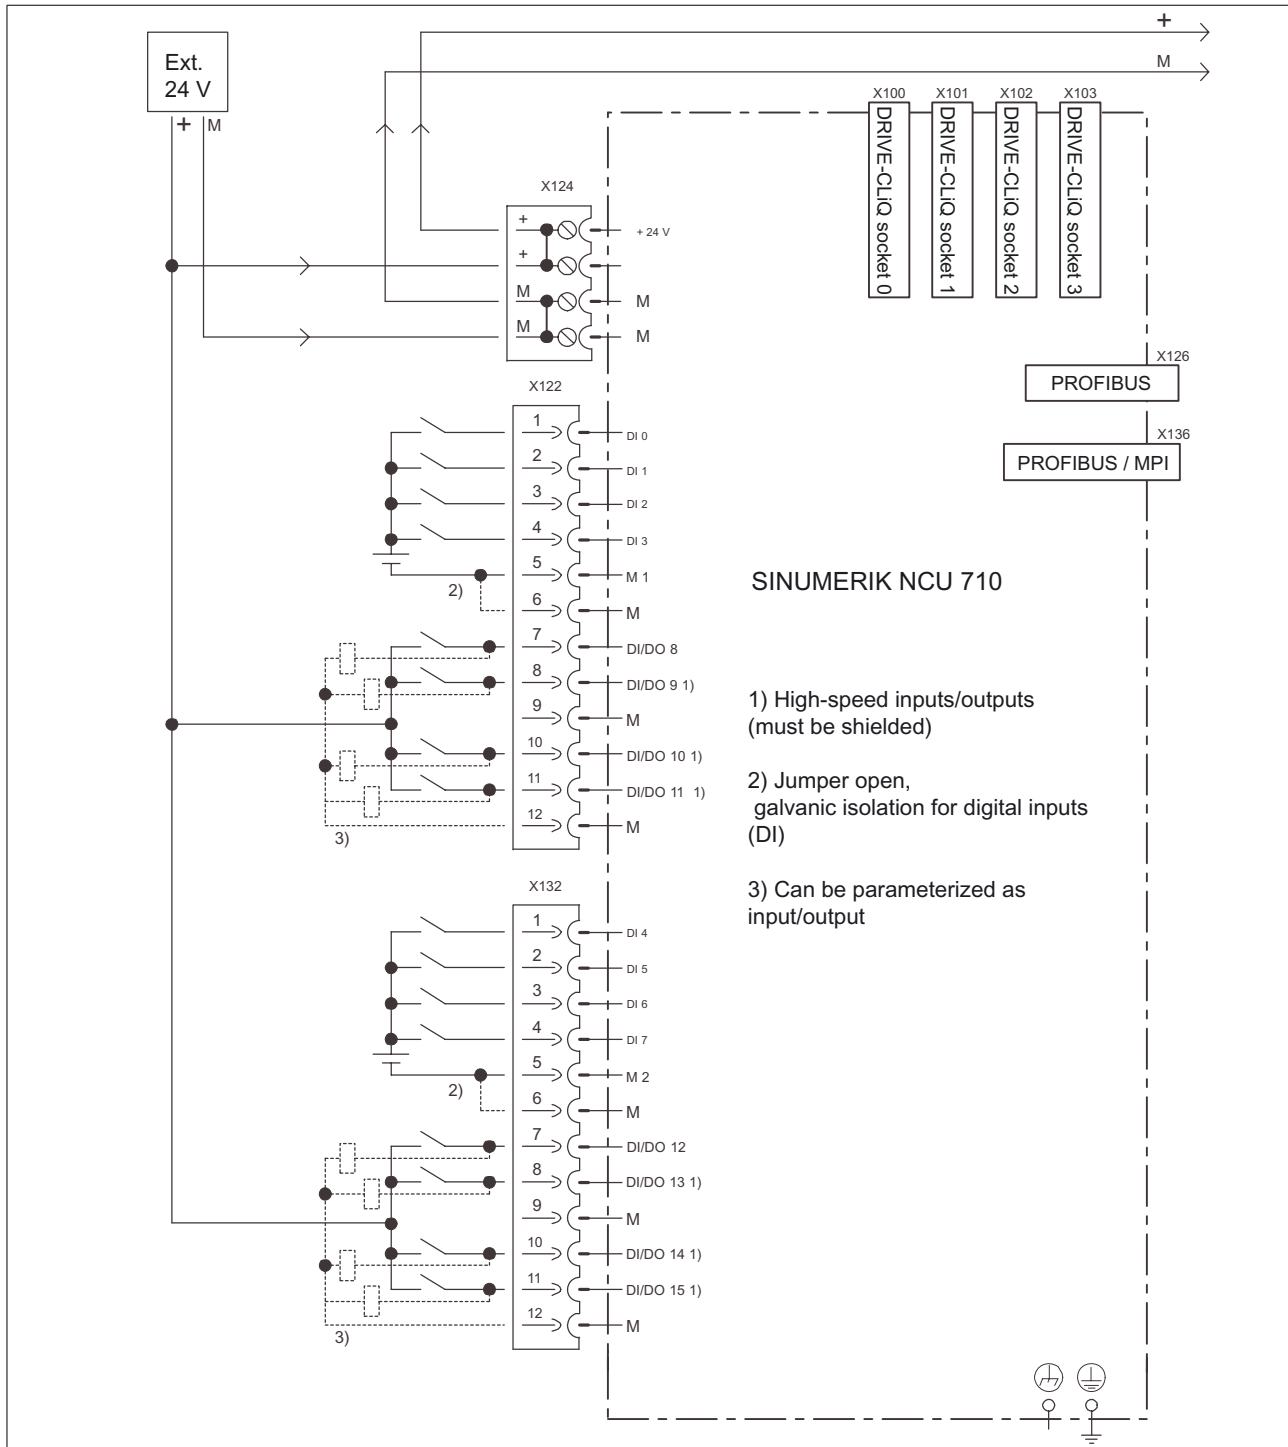 +
M
Ext.
24 V
+ M
X100 X101 X102 X103
DRIVE-CLiQ socket 0
DRIVE-CLiQ socket 1
DRIVE-CLiQ socket 2
DRIVE-CLiQ socket 3
X124
+ + 24 V
+
M M
M M
X126
PROFIBUS
X136
PROFIBUS / MPI
X122
1 DI 0
2 DI 1
3 DI 2
4 DI 3
5 M 1
2)
6 M
7 DI/DO 8
8 DI/DO 9 1)
9 M
10 DI/DO 10 1)
11 DI/DO 11 1)
12 M
3)
SINUMERIK NCU 710
1) High-speed inputs/outputs
(must be shielded)
2) Jumper open,
galvanic isolation for digital inputs
(DI)
3) Can be parameterized as
input/output
X132
1 DI 4
2 DI 5
3 DI 6
4 DI 7
5 M 2
2)
6 M
7 DI/DO 12
8 DI/DO 13 1)
9 M
10 DI/DO 14 1)
11 DI/DO 15 1)
12 M
3)